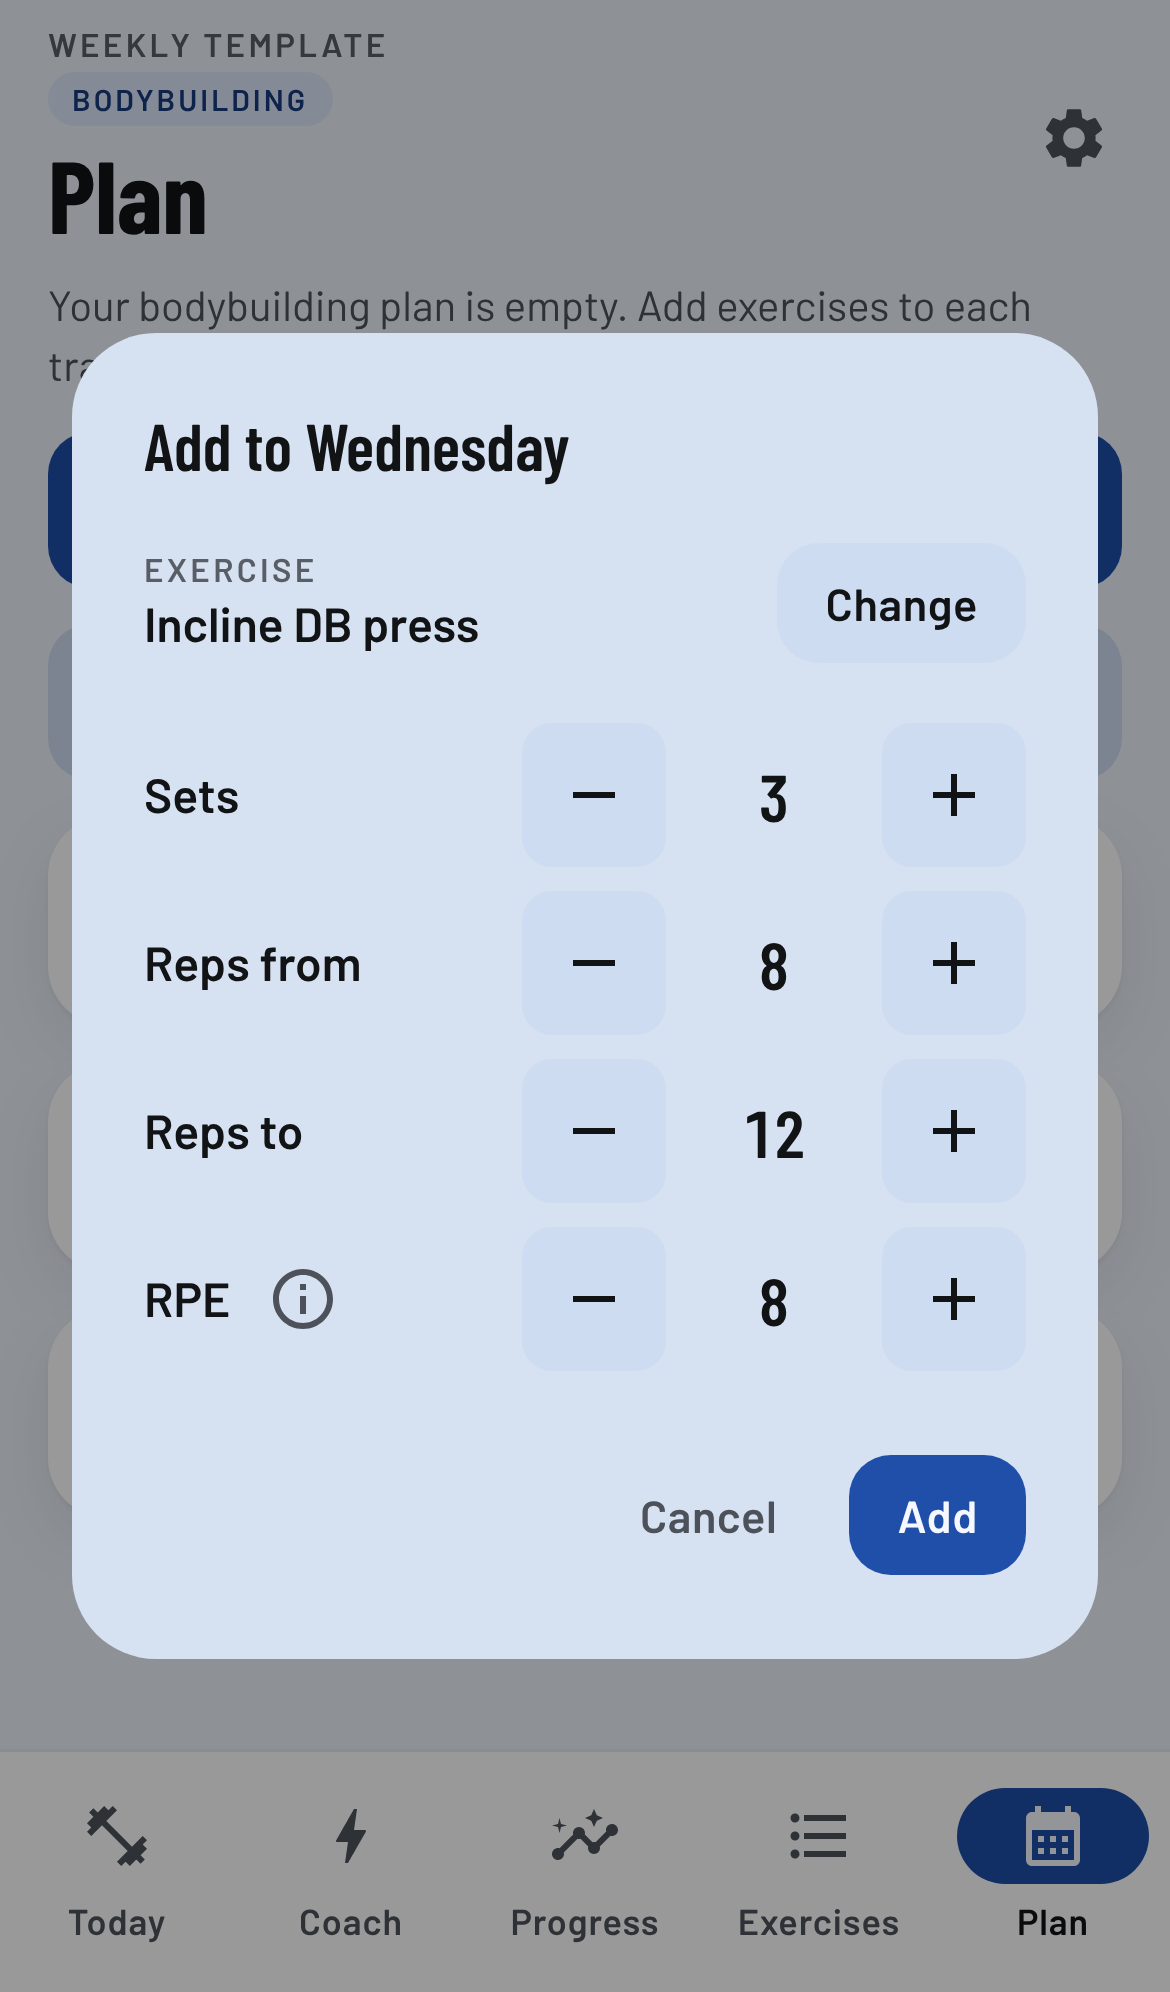 WEEKLY TEMPLATE
BODYBUILDING
Plan
Your bodybuilding plan is empty. Add exercises to each
Add to Wednesday
EXERCISE
Incline DB press
Change
Sets
3
Reps from
8
Reps to
12
RPE
8
Cancel
Add
Today
Coach
Progress
Exercises
Plan